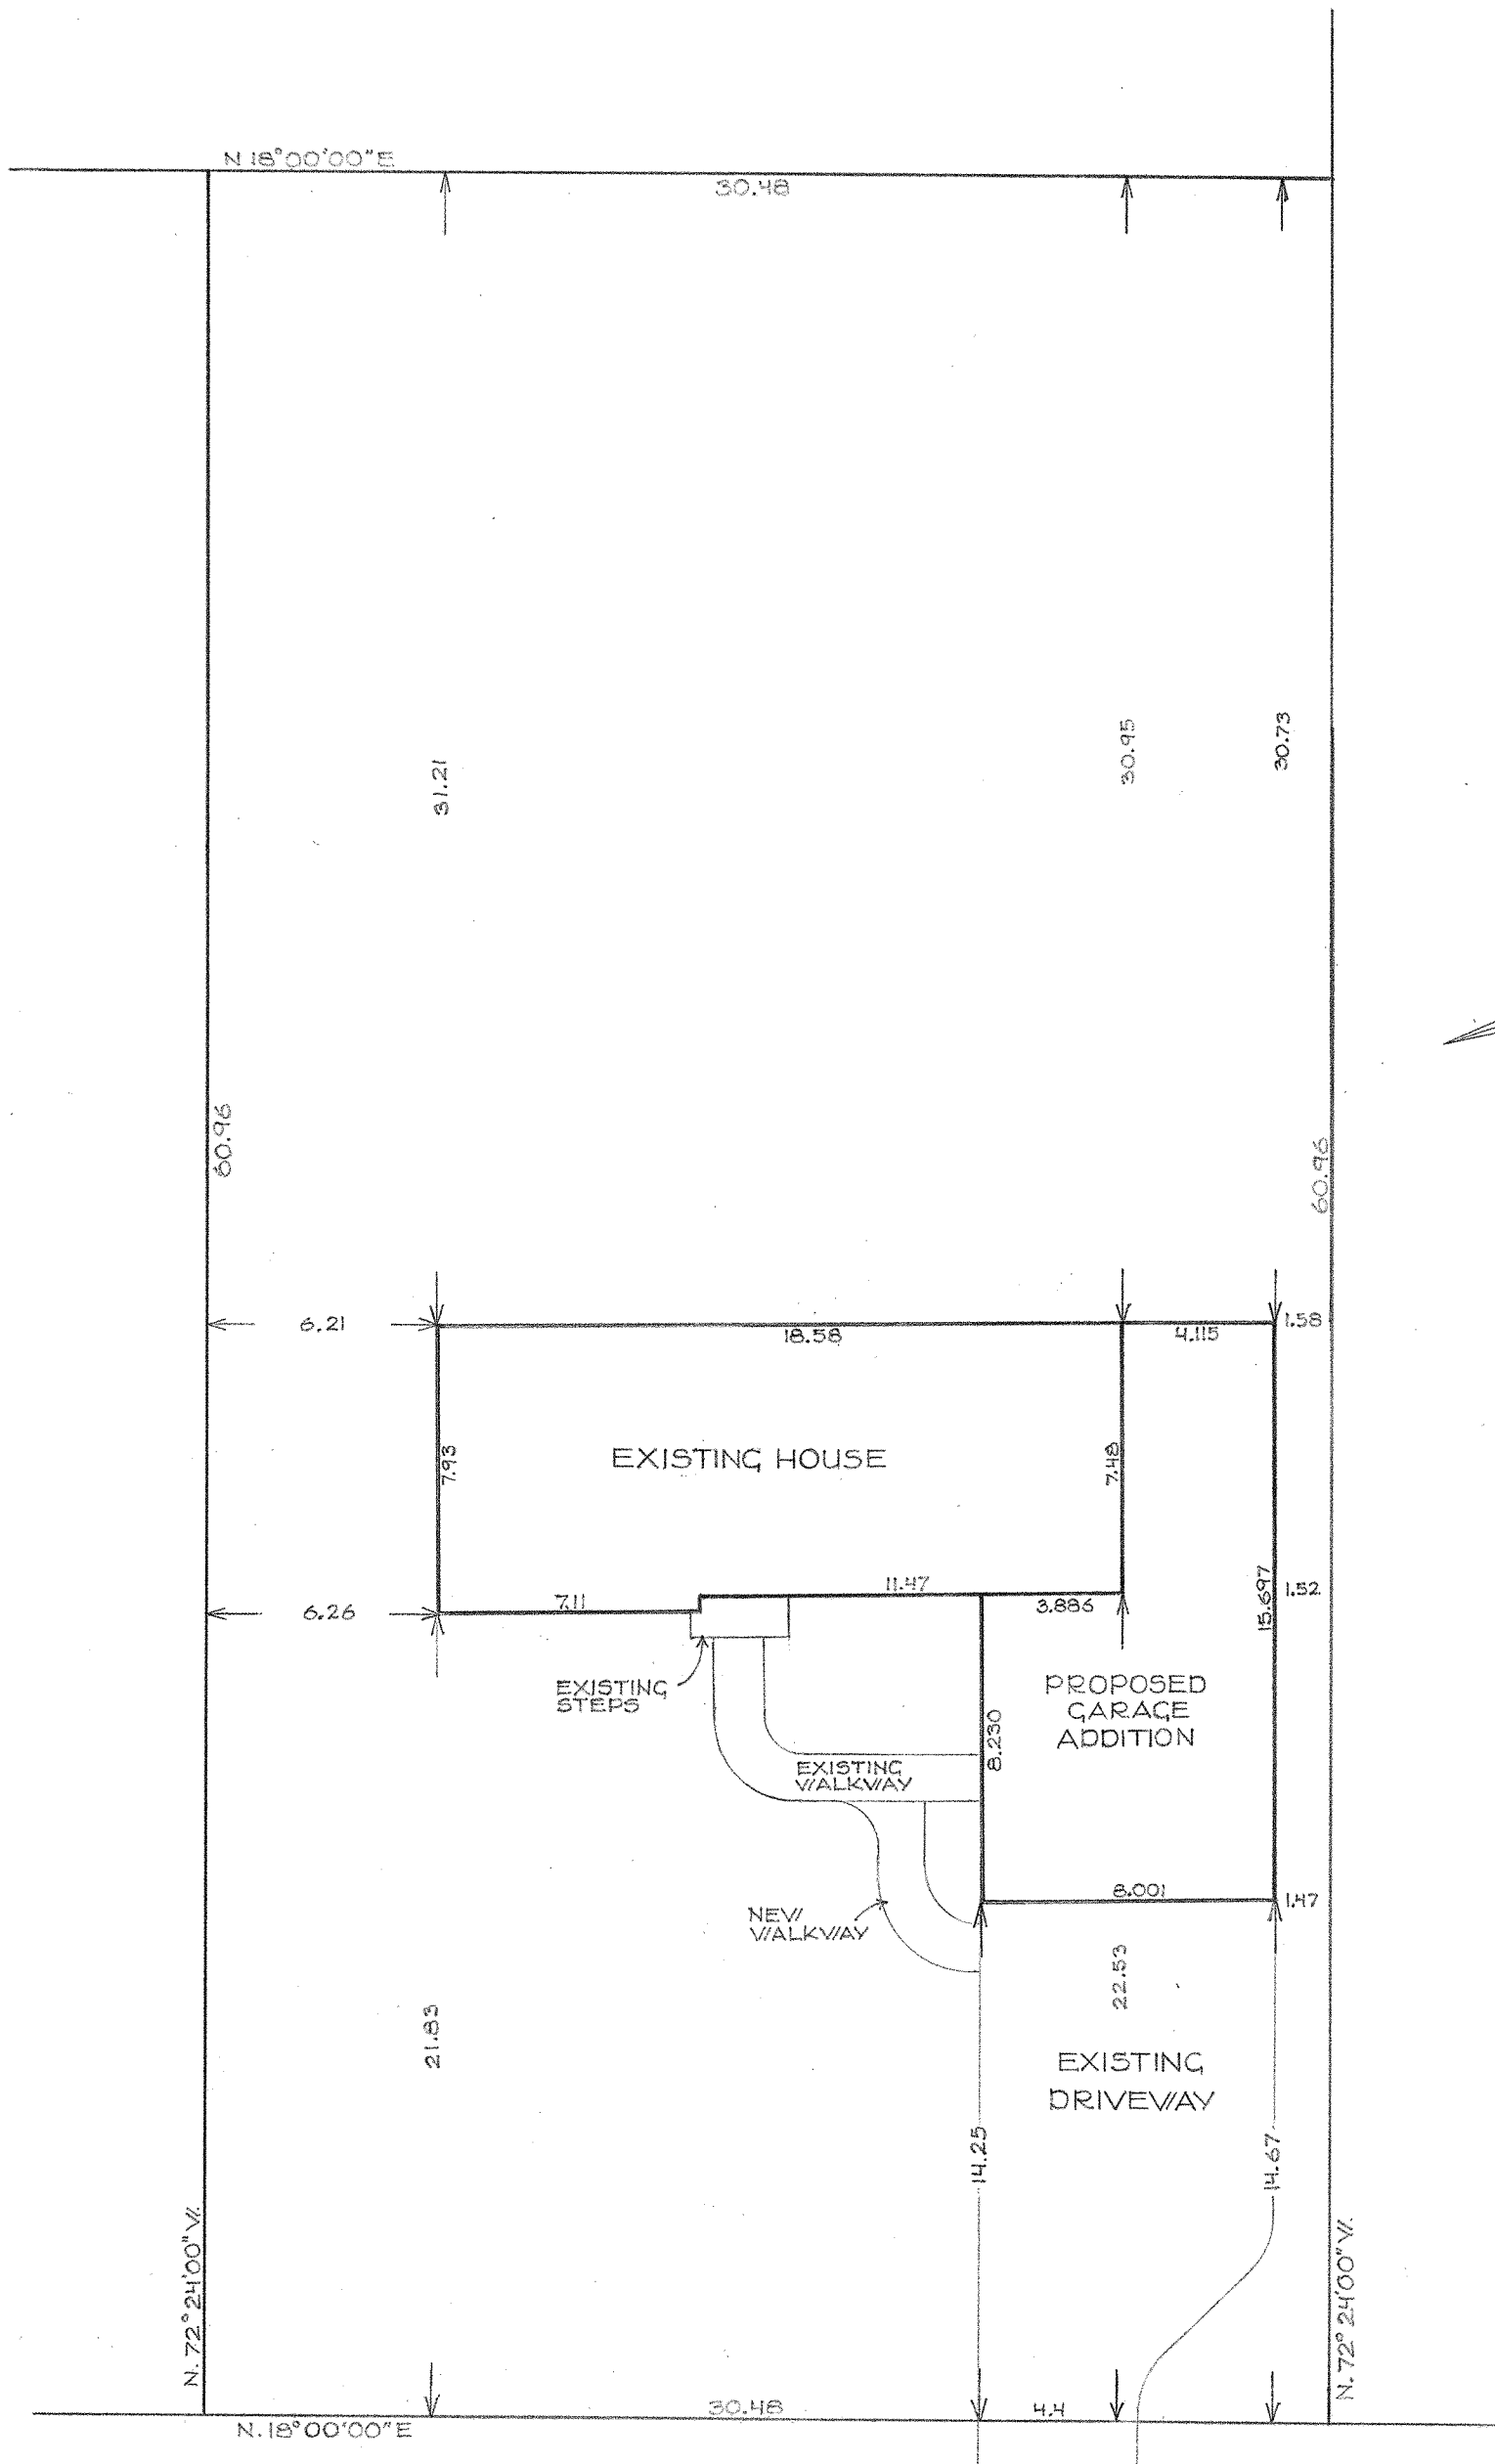 N 18°00'00"E
30.48
31.21
30.95
30.73
60.96
60.96
6.21
18.58
4.115
1.58
7.93
EXISTING HOUSE
7.48
6.26
7.11
11.47
3.886
15.697
1.52
EXISTING
STEPS
PROPOSED
GARAGE
ADDITION
8.230
EXISTING
WALKWAY
NEW
WALKWAY
8.001
1.47
22.53
21.83
EXISTING
DRIVEWAY
14.25
14.67
N. 72°24'00" W.
N. 72°24'00" W.
30.48
4.4
N. 18°00'00"E